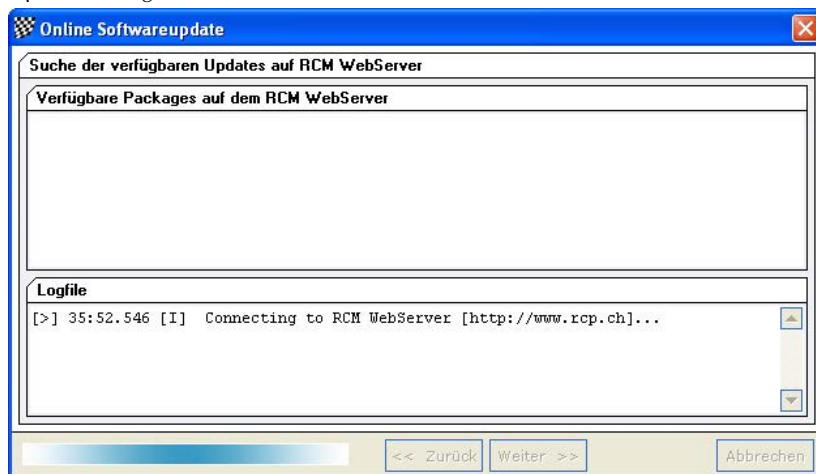 Online Softwareupdate
Suche der verfügbaren Updates auf RCM WebServer
Verfügbare Packages auf dem RCM WebServer
Logfile
[>] 35:52.546 [I] Connecting to RCM WebServer [http://www.rcp.ch]...
<< Zurück Weiter >> Abbrechen